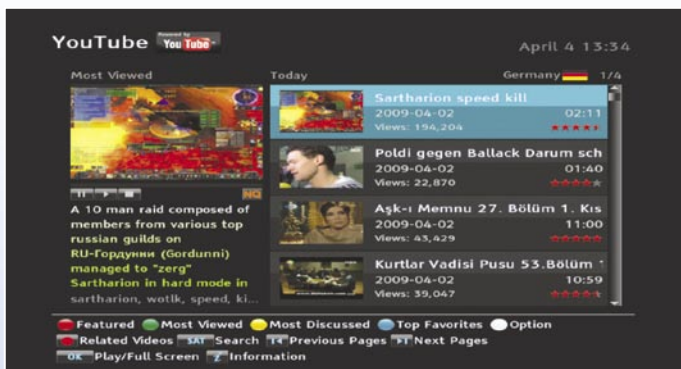 YouTube Powered by YouTube
April 4 13:34
Most Viewed
Today
Germany 1/4
Sartharion speed kill
2009-04-02 02:11
Views: 194,204
Poldi gegen Ballack Darum sch
2009-04-02 01:40
Views: 22,870
Aşk-ı Memnu 27. Bölüm 1. Kıs
2009-04-02 11:00
Views: 43,429
Kurtlar Vadisi Pusu 53.Bölüm
2009-04-02 10:59
Views: 39,047
NQ
A 10 man raid composed of
members from various top
russian guilds on
RU-Гордунни (Gordunni)
managed to "zerg"
Sartharion in hard mode in
sartharion, wotlk, speed, ki...
Featured Most Viewed Most Discussed Top Favorites Option
Related Videos SAT Search Previous Pages Next Pages
OK Play/Full Screen Information